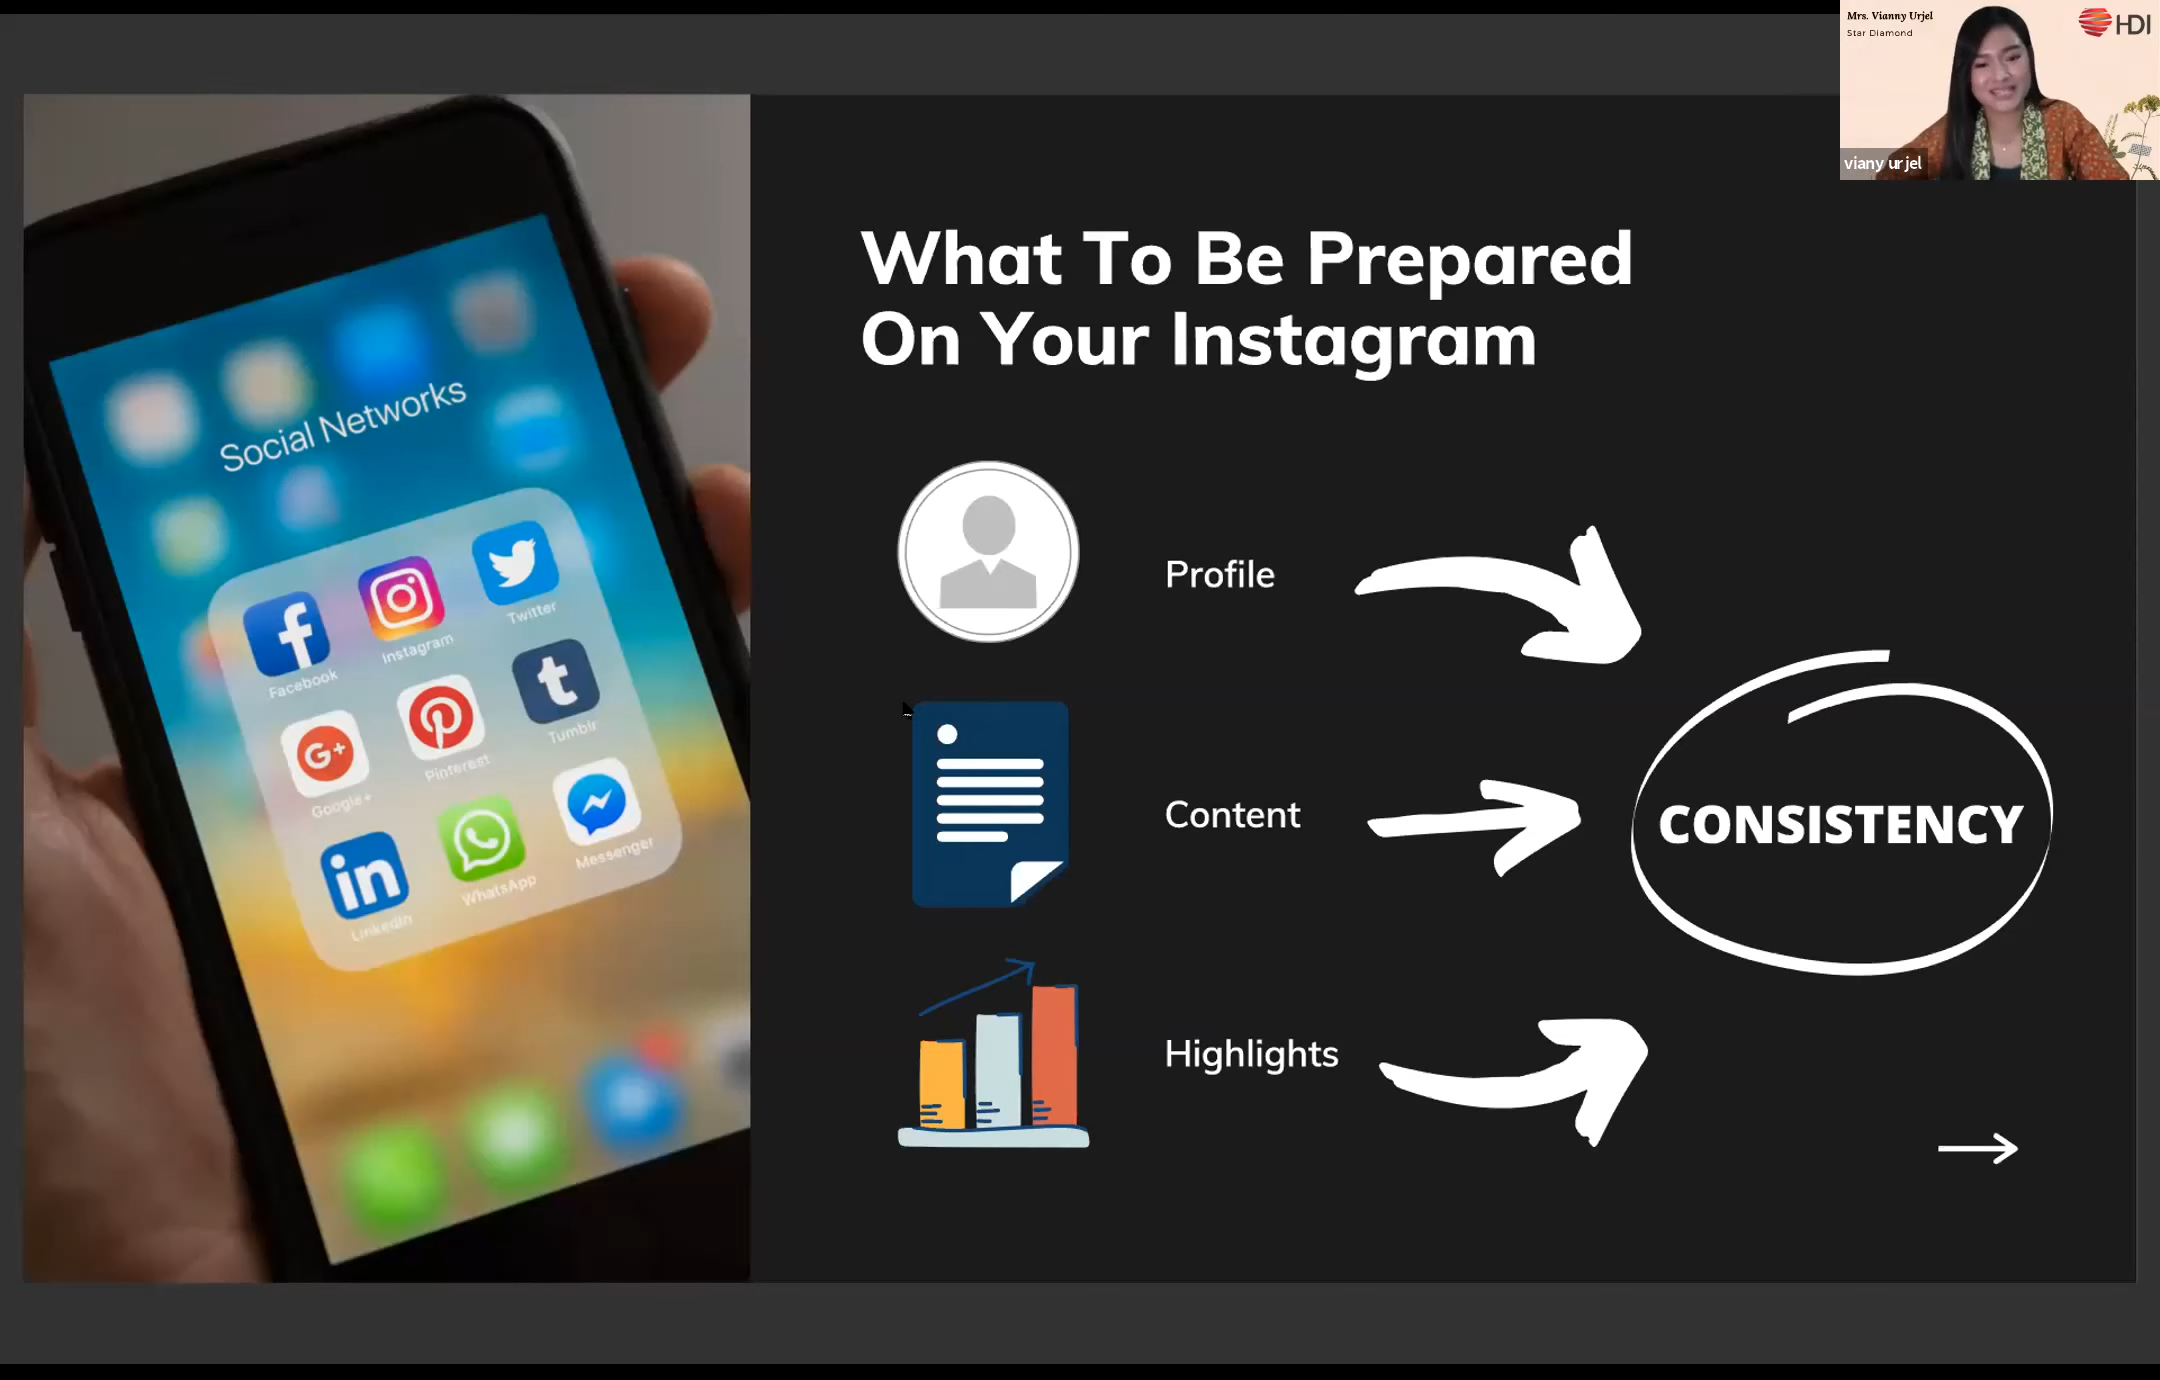 Mrs. Vianny Urjel
Star Diamond
HDI
viany urjel
What To Be Prepared
On Your Instagram
Social Networks
Facebook
Instagram
Twitter
Google+
Pinterest
Tumblr
LinkedIn
WhatsApp
Messenger
Profile
Content
Highlights
CONSISTENCY